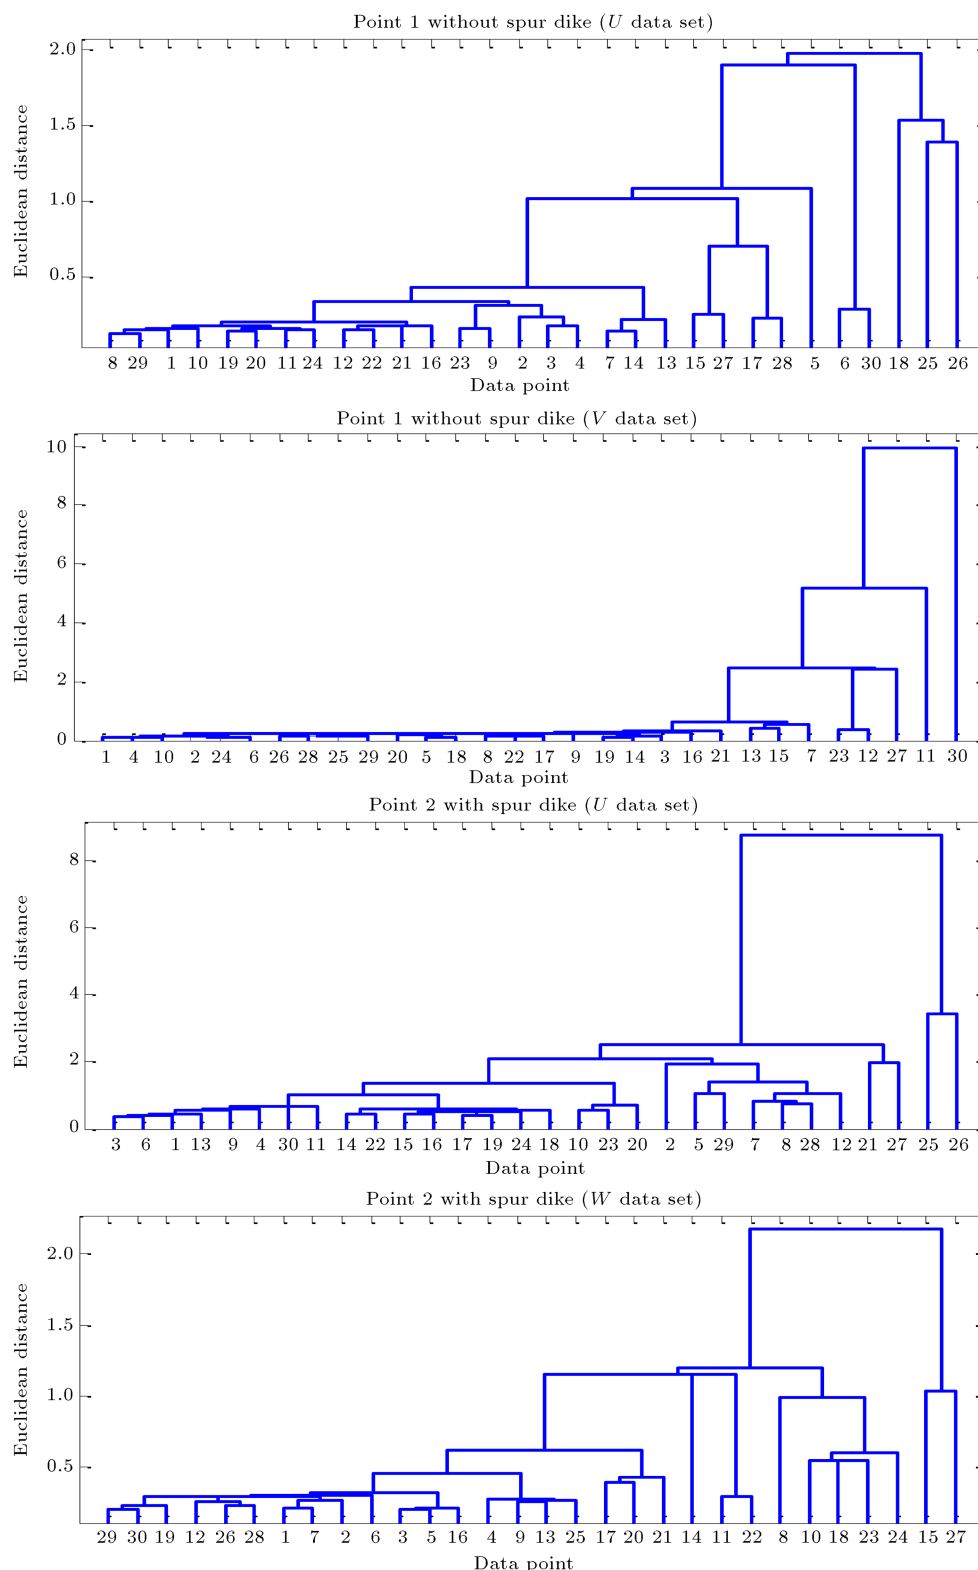 Point 1 without spur dike (U data set)
Euclidean distance
2.0
1.5
1.0
0.5
8 29 1 10 19 20 11 24 12 22 21 16 23 9 2 3 4 7 14 13 15 27 17 28 5 6 30 18 25 26
Data point
Point 1 without spur dike (V data set)
Euclidean distance
10
8
6
4
2
0
1 4 10 2 24 6 26 28 25 29 20 5 18 8 22 17 9 19 14 3 16 21 13 15 7 23 12 27 11 30
Data point
Point 2 with spur dike (U data set)
Euclidean distance
8
6
4
2
0
3 6 1 13 9 4 30 11 14 22 15 16 17 19 24 18 10 23 20 2 5 29 7 8 28 12 21 27 25 26
Data point
Point 2 with spur dike (W data set)
Euclidean distance
2.0
1.5
1.0
0.5
29 30 19 12 26 28 1 7 2 6 3 5 16 4 9 13 25 17 20 21 14 11 22 8 10 18 23 24 15 27
Data point